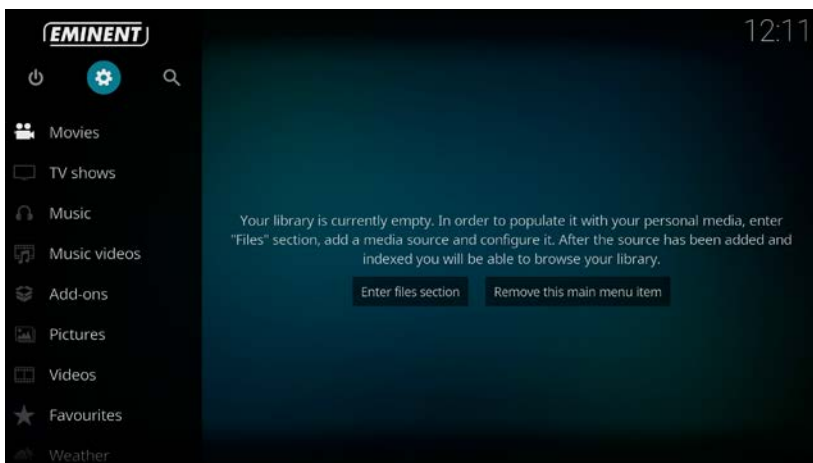 EMINENT
12:11
Movies
TV shows
Music
Music videos
Add-ons
Pictures
Videos
Favourites
Weather
Your library is currently empty. In order to populate it with your personal media, enter
"Files" section, add a media source and configure it. After the source has been added and
indexed you will be able to browse your library.
Enter files section
Remove this main menu item